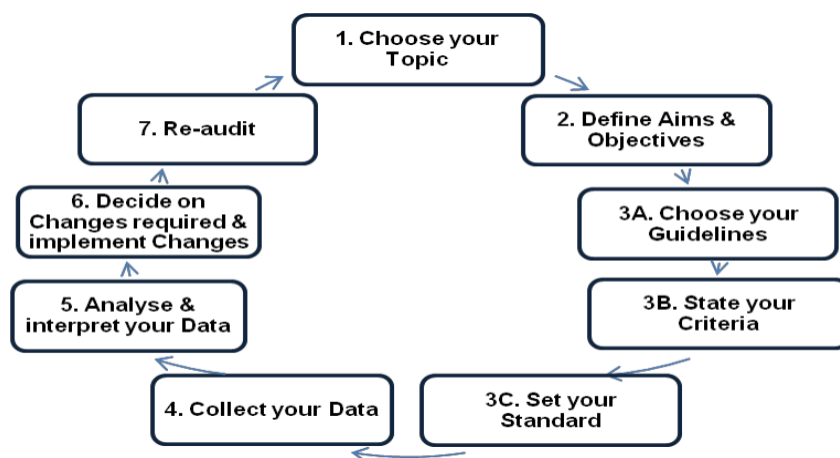 1. Choose your
Topic
2. Define Aims &
Objectives
3A. Choose your
Guidelines
3B. State your
Criteria
3C. Set your
Standard
4. Collect your Data
5. Analyse &
interpret your Data
6. Decide on
Changes required &
implement Changes
7. Re-audit